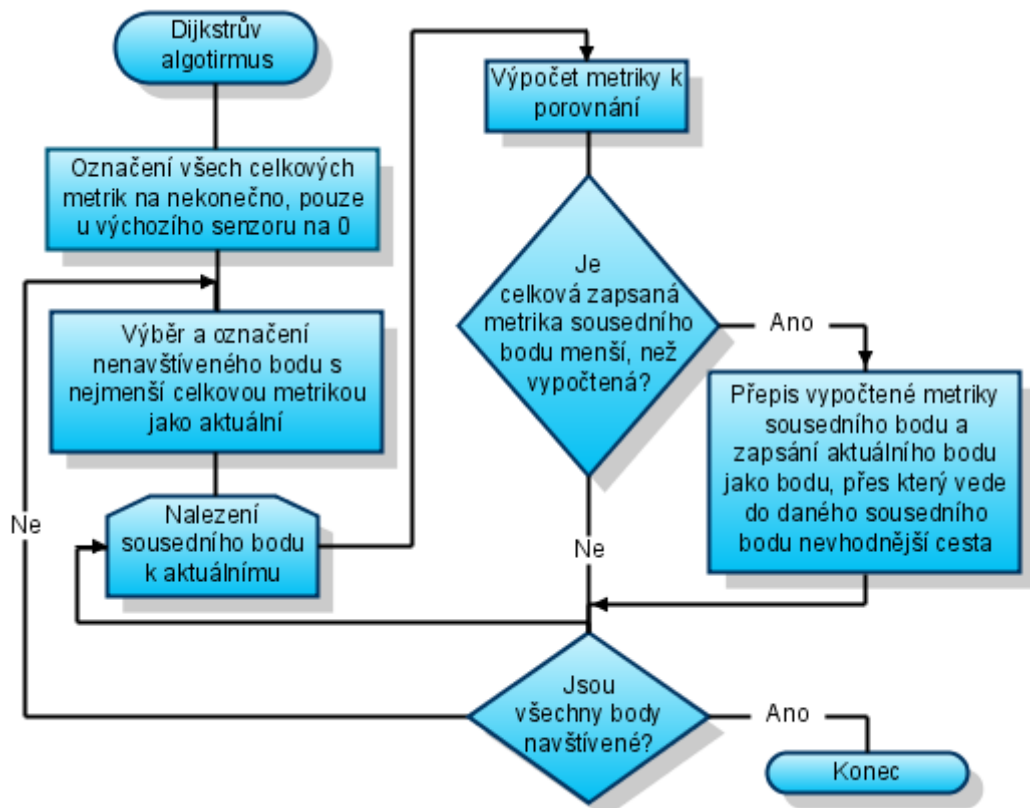 Dijkstrův
algotirmus
Označení všech celkových
metrik na nekonečno, pouze
u výchozího senzoru na 0
Výběr a označení
nenavštíveného bodu s
nejmenší celkovou metrikou
jako aktuální
Nalezení
sousedního bodu
k aktuálnímu
Výpočet metriky k
porovnání
Je
celková zapsaná
metrika sousedního
bodu menší, než
vypočtená?
Ano
Přepis vypočtené metriky
sousedního bodu a
zapsání aktuálního bodu
jako bodu, přes který vede
do daného sousedního
bodu nevhodnější cesta
Ne
Jsou
všechny body
navštívené?
Ne
Ano
Konec